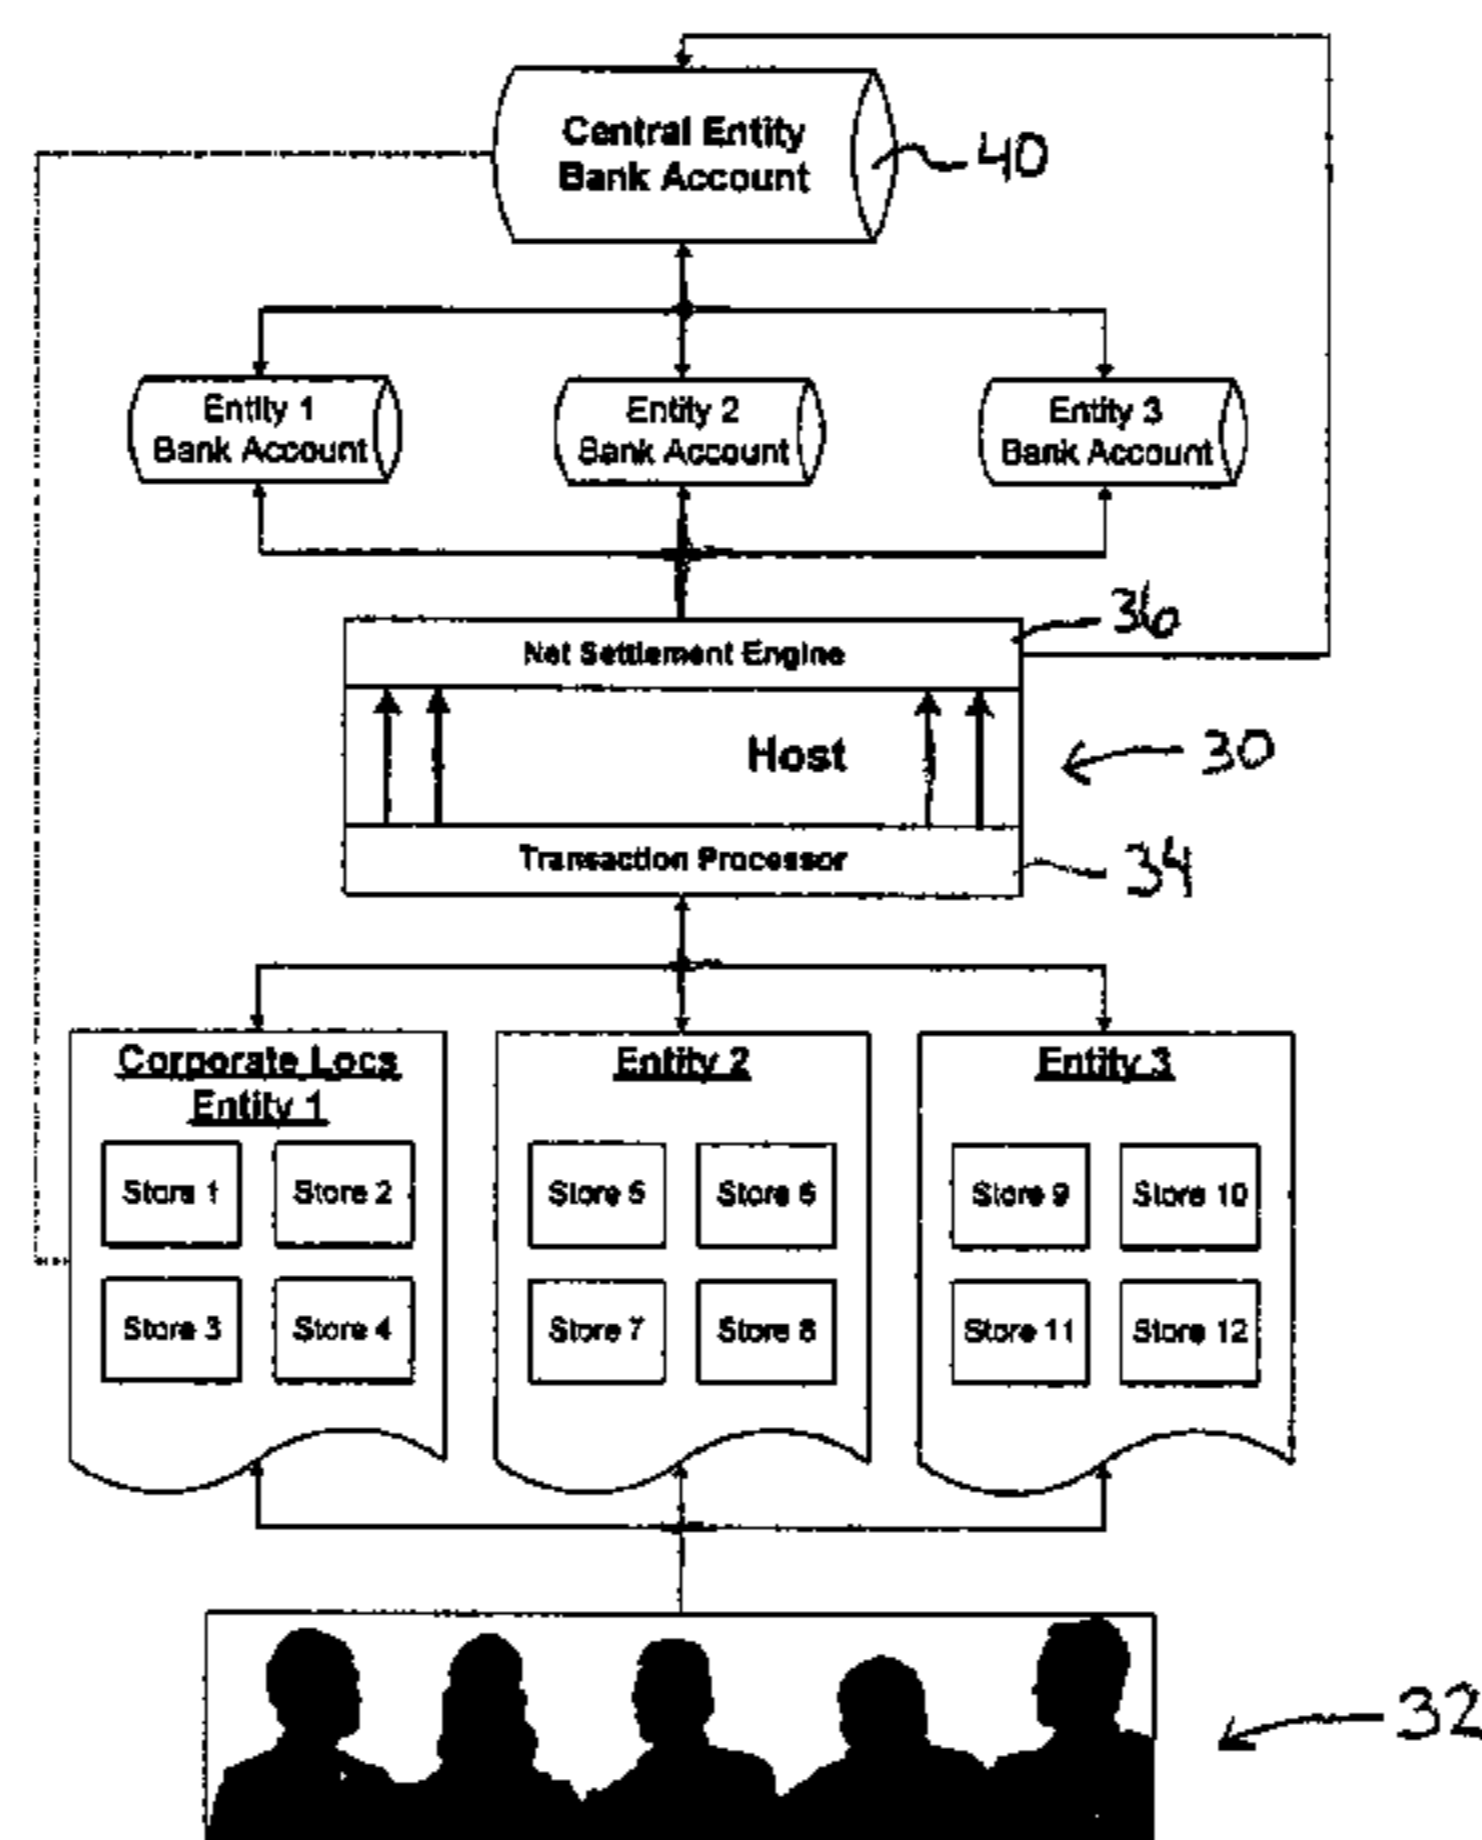 Central Entity
Bank Account
40
Entity 1
Bank Account
Entity 2
Bank Account
Entity 3
Bank Account
36
Net Settlement Engine
Host
30
Transaction Processor
34
Corporate Locs
Entity 1
Entity 2
Entity 3
Store 1
Store 2
Store 5
Store 6
Store 9
Store 10
Store 3
Store 4
Store 7
Store 8
Store 11
Store 12
32